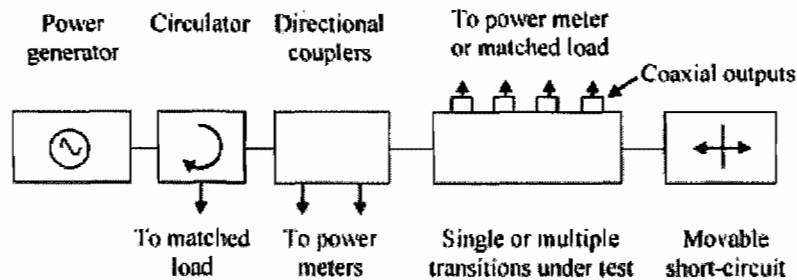 Power
generator
Circulator
Directional
couplers
To power meter
or matched load
Coaxial outputs
To matched
load
To power
meters
Single or multiple
transitions under test
Movable
short-circuit